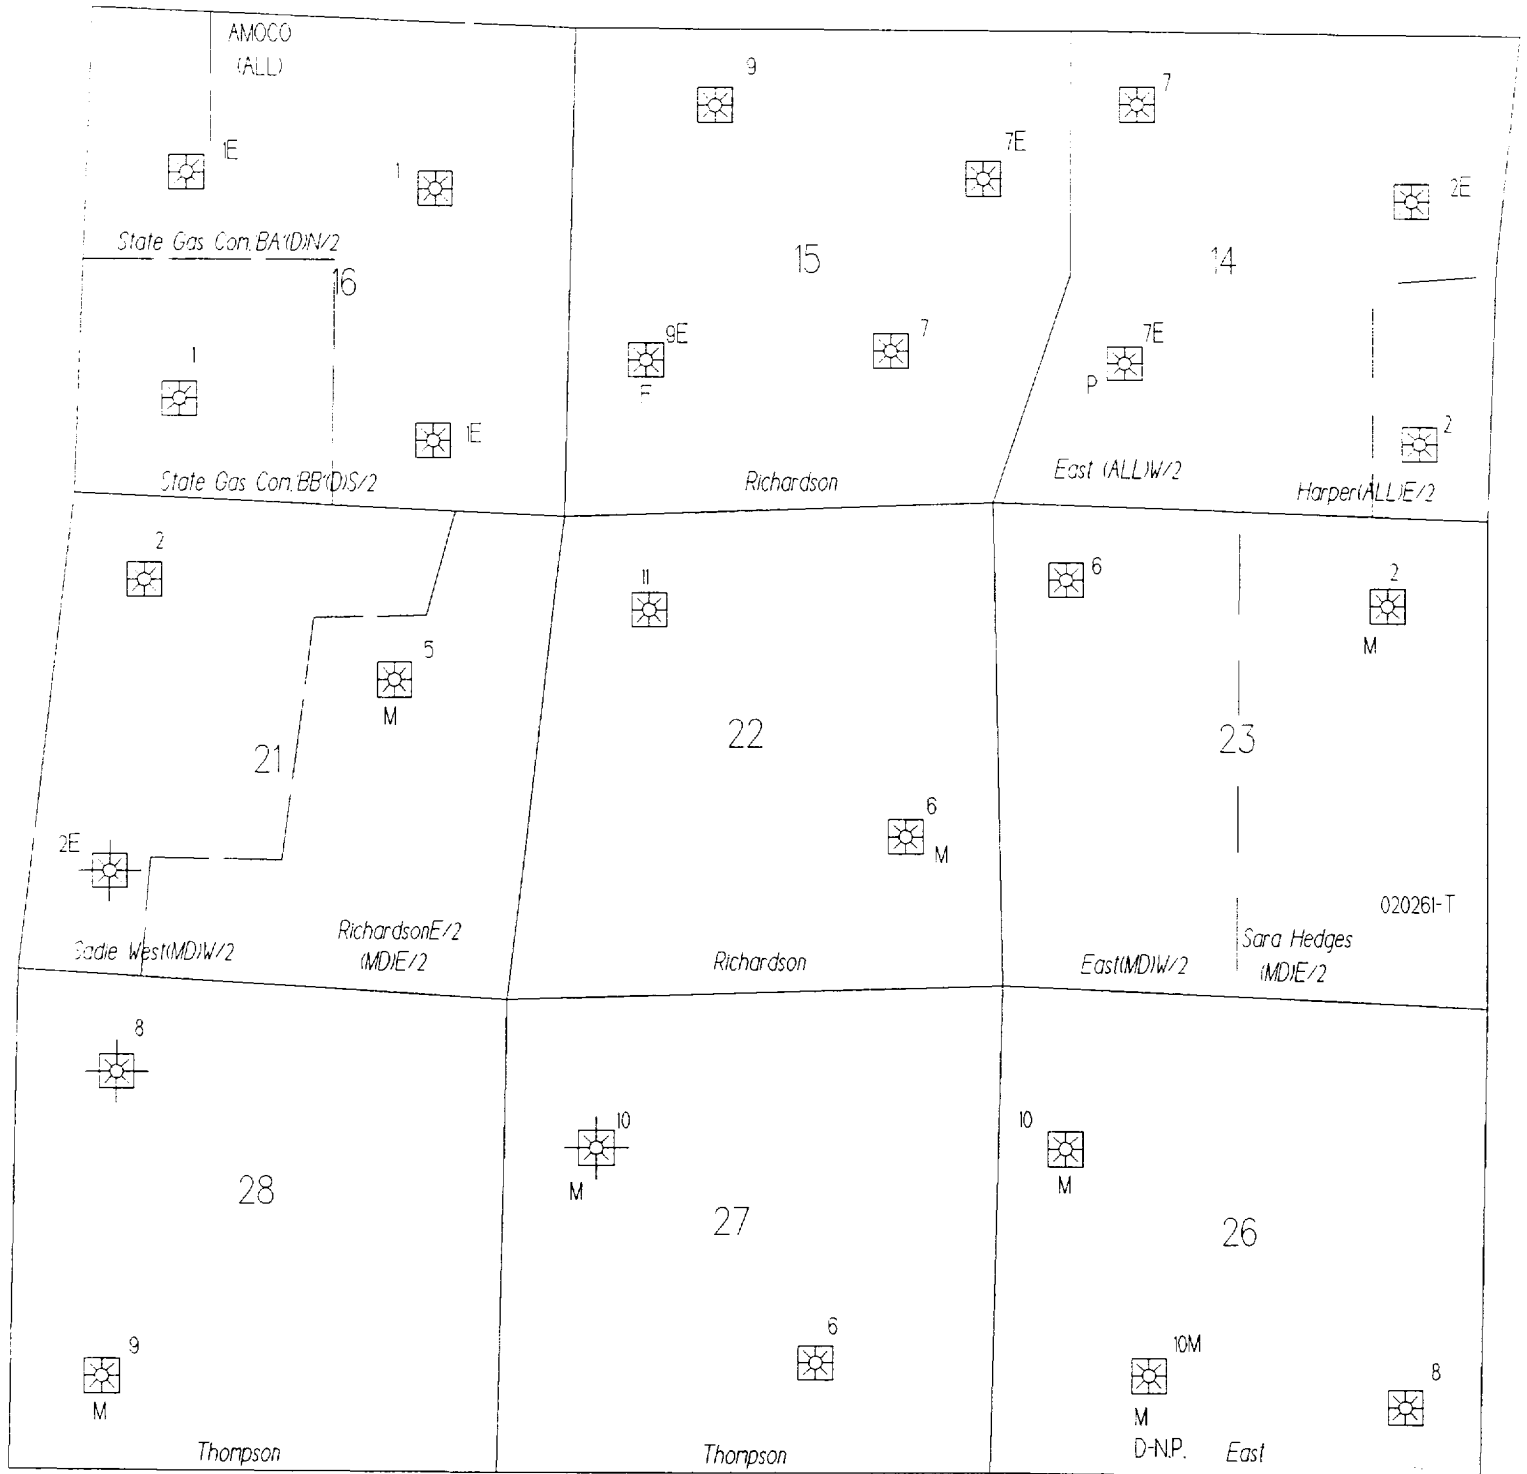 AMOCO
(ALL)
1E
1
State Gas Com.'BA'(D)N/2
16
1
1E
State Gas Com.'BB'(D)S/2
9
7E
15
9E
7
Richardson
7
2E
14
7E
P
2
East (ALL)W/2
Harper(ALL)E/2
2
5
M
21
2E
Sadie West(MD)W/2
RichardsonE/2
(MD)E/2
11
22
6
M
Richardson
6
2
M
23
020261-T
East(MD)W/2
Sara Hedges
(MD)E/2
8
28
9
M
Thompson
10
M
27
6
Thompson
10
M
26
10M
M
D-N.P.
8
East